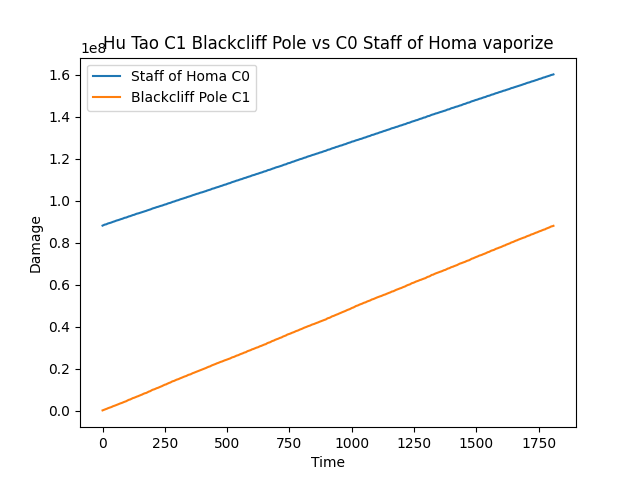 Hu Tao C1 Blackcliff Pole vs C0 Staff of Homa vaporize
1e8
Staff of Homa C0
Blackcliff Pole C1
1.6
1.4
1.2
1.0
0.8
0.6
0.4
0.2
0.0
Damage
0 250 500 750 1000 1250 1500 1750
Time